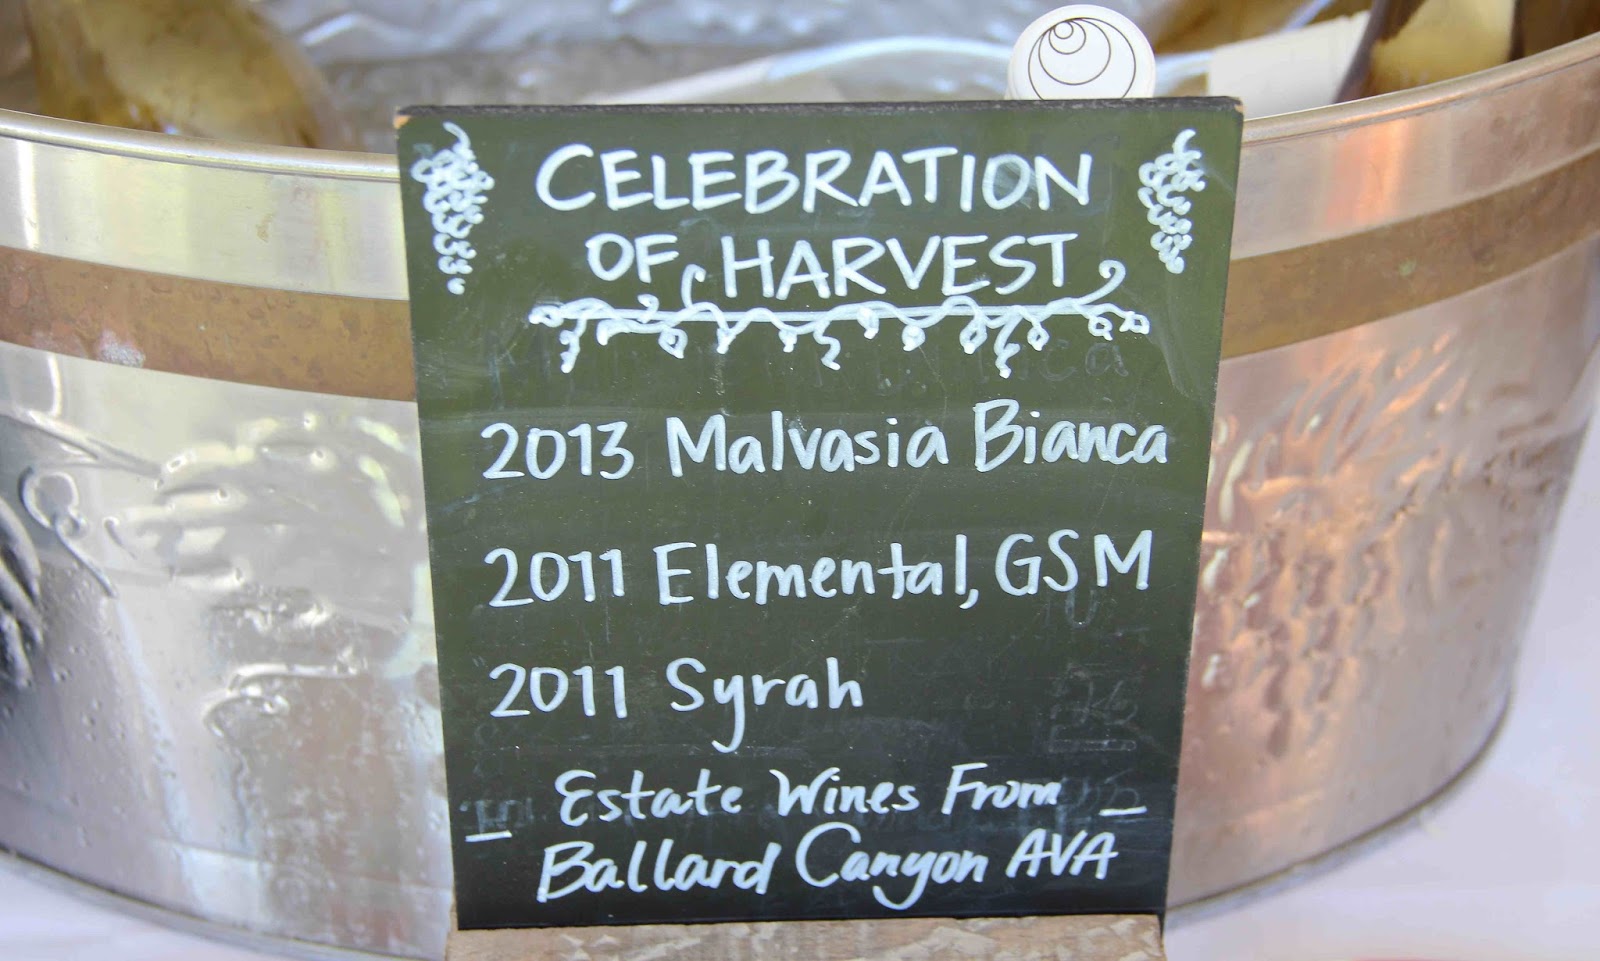 CELEBRATION
OF HARVEST
2013 Malvasia Bianca
2011 Elemental, GSM
2011 Syrah
Estate Wines From
Ballard Canyon AVA